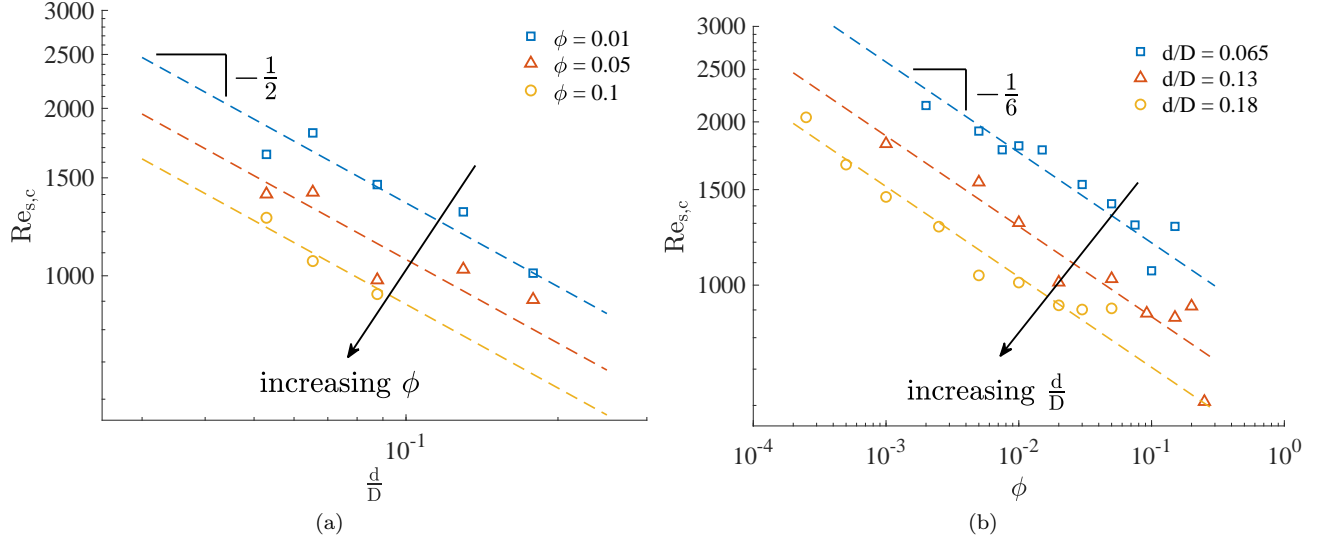 3000
2500
2000
1500
1000
Re_{s,c}
− 1/2
ϕ = 0.01
ϕ = 0.05
ϕ = 0.1
increasing ϕ
10^{-1}
d/D
(a)
3000
2500
2000
1500
1000
Re_{s,c}
− 1/6
d/D = 0.065
d/D = 0.13
d/D = 0.18
increasing d/D
10^{-4} 10^{-3} 10^{-2} 10^{-1} 10^{0}
ϕ
(b)